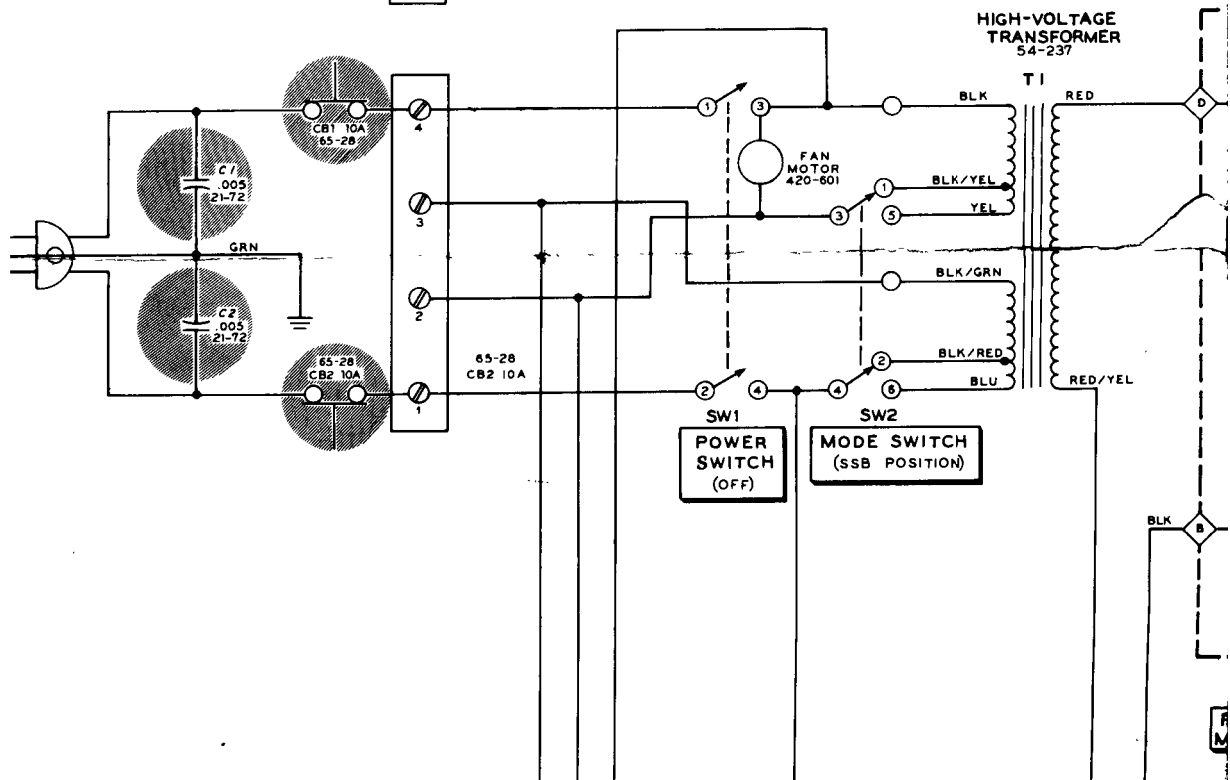 HIGH-VOLTAGE
TRANSFORMER
54-237
T1
BLK
RED
D
CB1 10A
65-28
4
1
3
C1
.005
21-72
FAN
MOTOR
420-601
BLK/YEL
1
3
YEL
5
3
GRN
BLK/GRN
2
C2
.005
21-72
65-28
CB2 10A
65-28
CB2 10A
BLK/RED
2
BLU
RED/YEL
1
2
4
4
6
SW1
SW2
POWER
SWITCH
(OFF)
MODE SWITCH
(SSB POSITION)
BLK
B